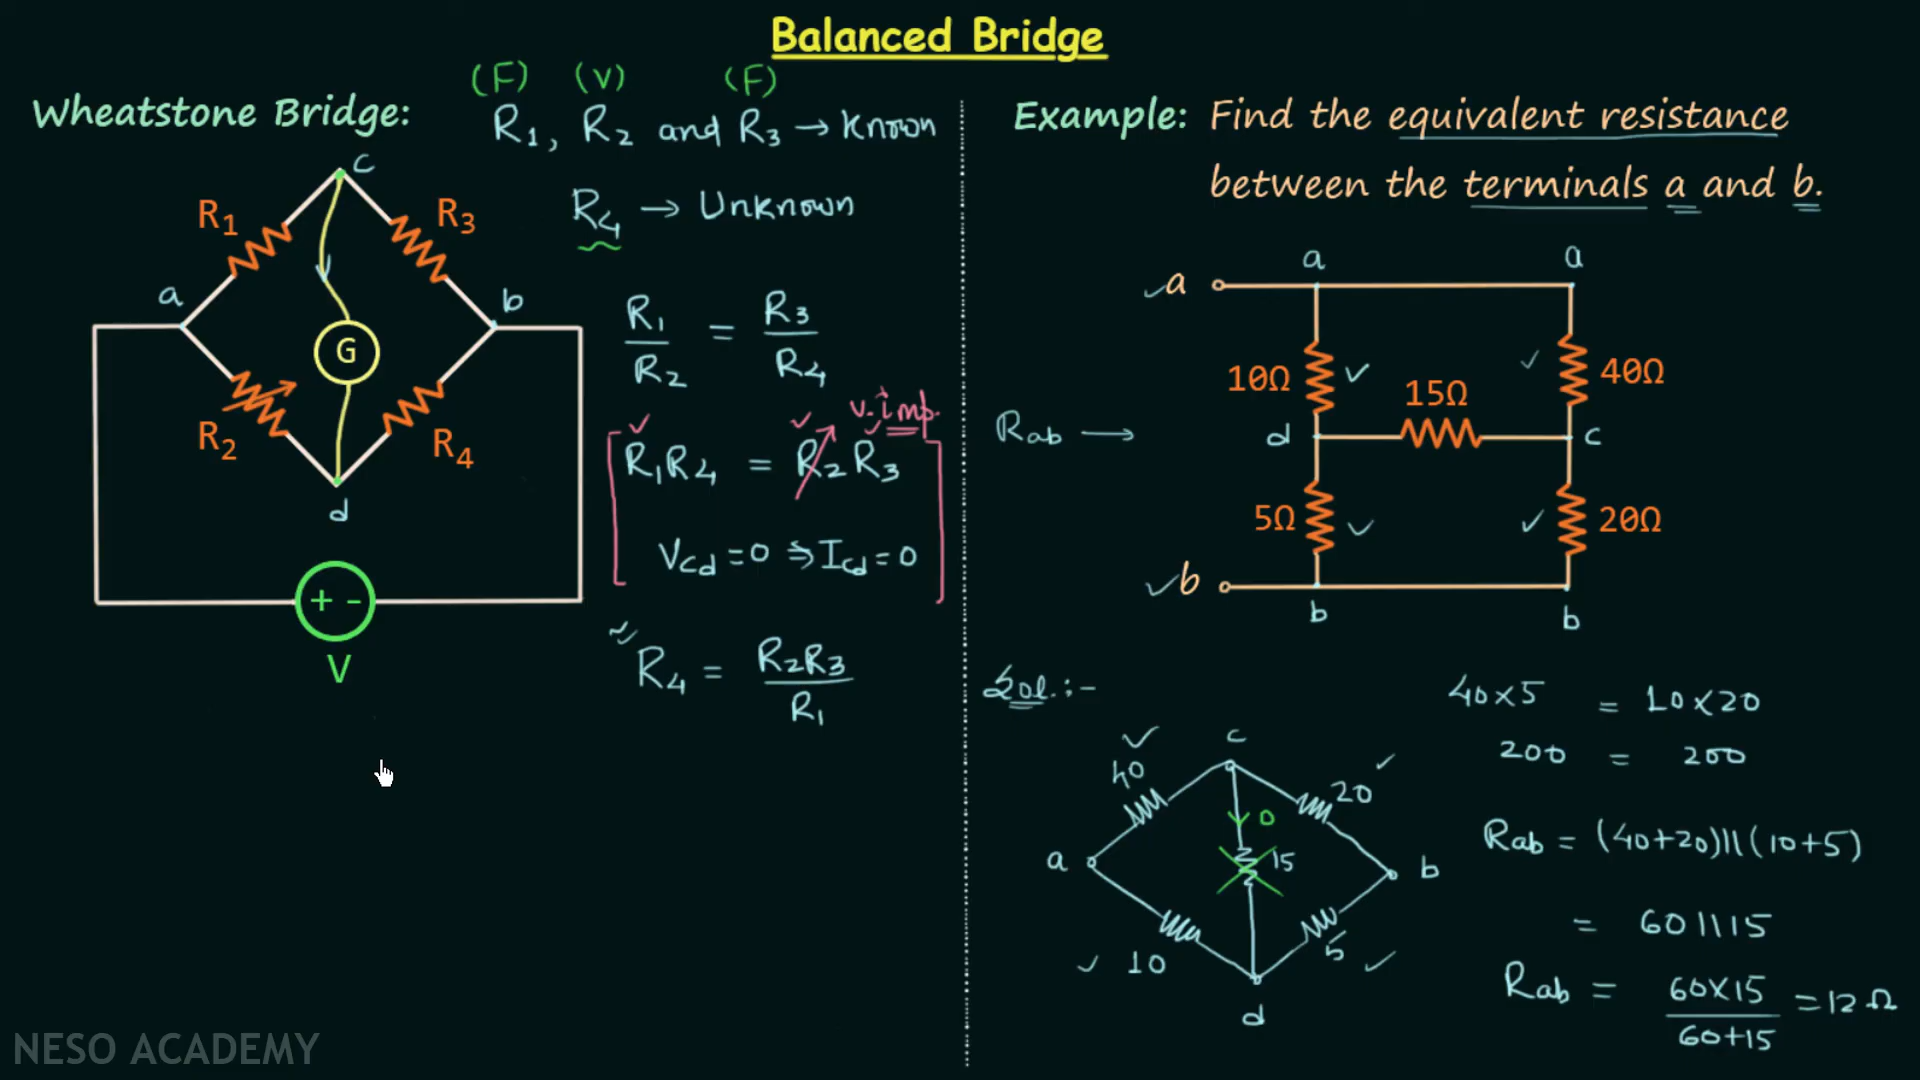 Balanced Bridge
Wheatstone Bridge:
(F) (V) (F)
R1, R2 and R3 → Known
R4 → Unknown
c
R1
R3
a
b
G
R2
R4
d
+ -
V
R1/R2 = R3/R4
v.imp.
R1R4 = R2R3
Vcd = 0 ⇒ Icd = 0
R4 = R2R3/R1
Example: Find the equivalent resistance
between the terminals a and b.
a a
a
10Ω 40Ω
15Ω
Rab →
d c
5Ω 20Ω
b
b b
Sol. :-
c
40 20
0
a 15 b
10 5
d
40×5 = 10×20
200 = 200
Rab = (40+20)||(10+5)
= 60||15
Rab = 60×15/60+15 = 12 Ω
NESO ACADEMY